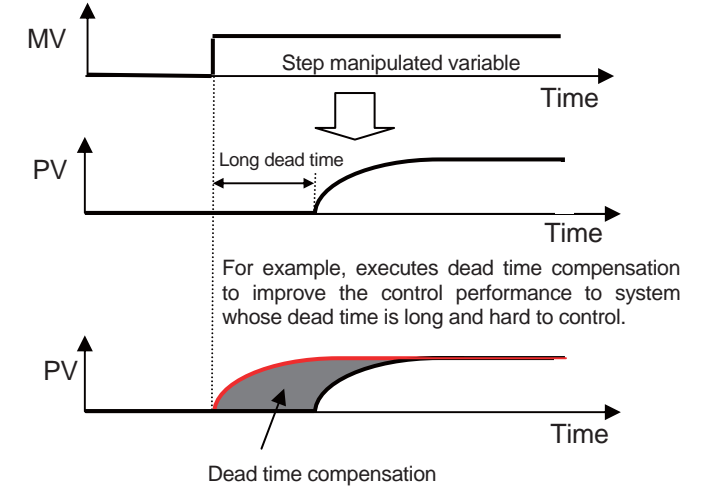 MV
Step manipulated variable
Time
Long dead time
PV
Time
For example, executes dead time compensation
to improve the control performance to system
whose dead time is long and hard to control.
PV
Time
Dead time compensation